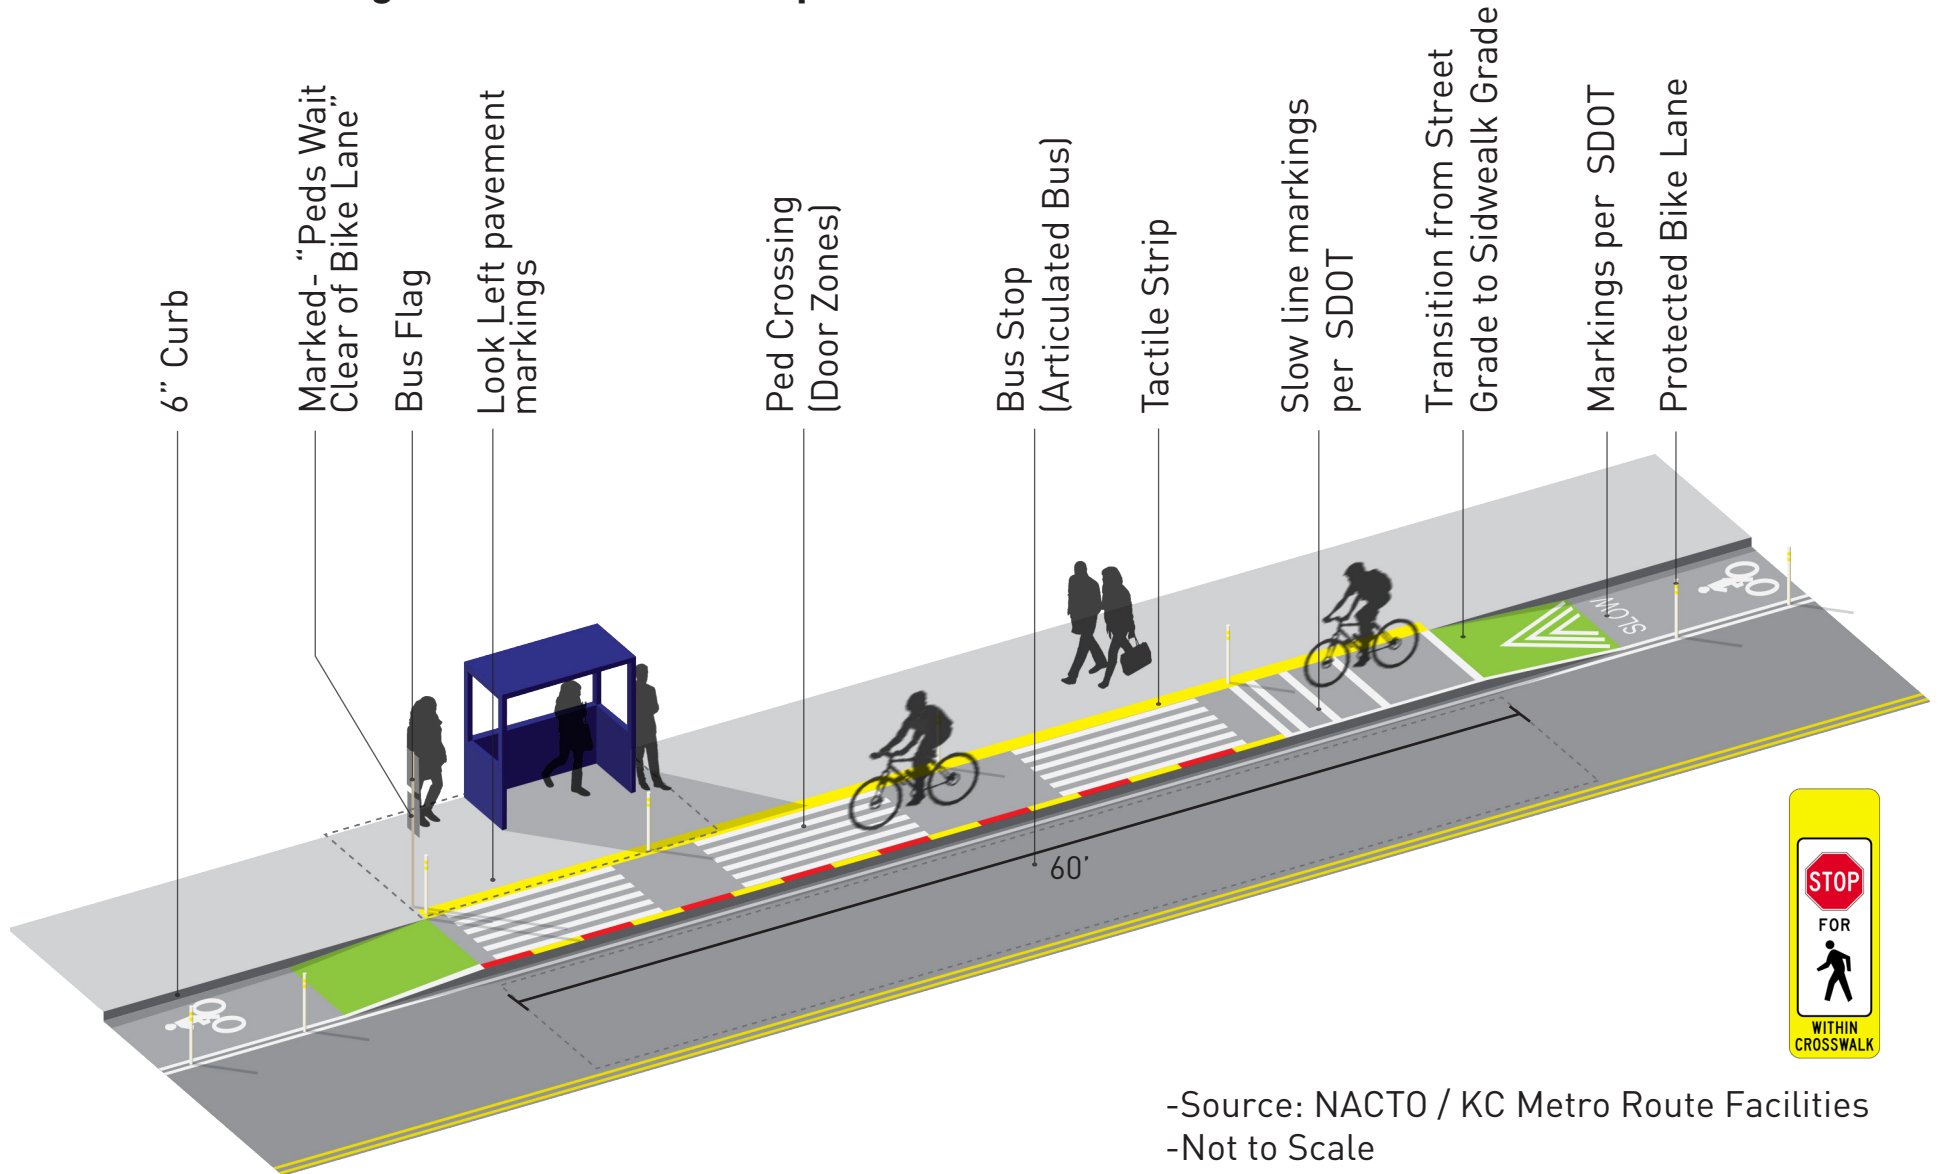 6” Curb
Marked- “Peds Wait
Clear of Bike Lane”
Bus Flag
Look Left pavement
markings
Ped Crossing
(Door Zones)
Bus Stop
(Articulated Bus)
Tactile Strip
Slow line markings
per SDOT
Transition from Street
Grade to Sidwealk Grade
Markings per SDOT
Protected Bike Lane
SLOW
60’
STOP
FOR
WITHIN
CROSSWALK
-Source: NACTO / KC Metro Route Facilities
-Not to Scale